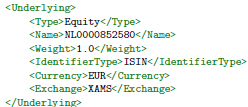 <Underlying>
<Type>Equity</Type>
<Name>NL0000852580</Name>
<Weight>1.0</Weight>
<IdentifierType>ISIN</IdentifierType>
<Currency>EUR</Currency>
<Exchange>XAMS</Exchange>
</Underlying>